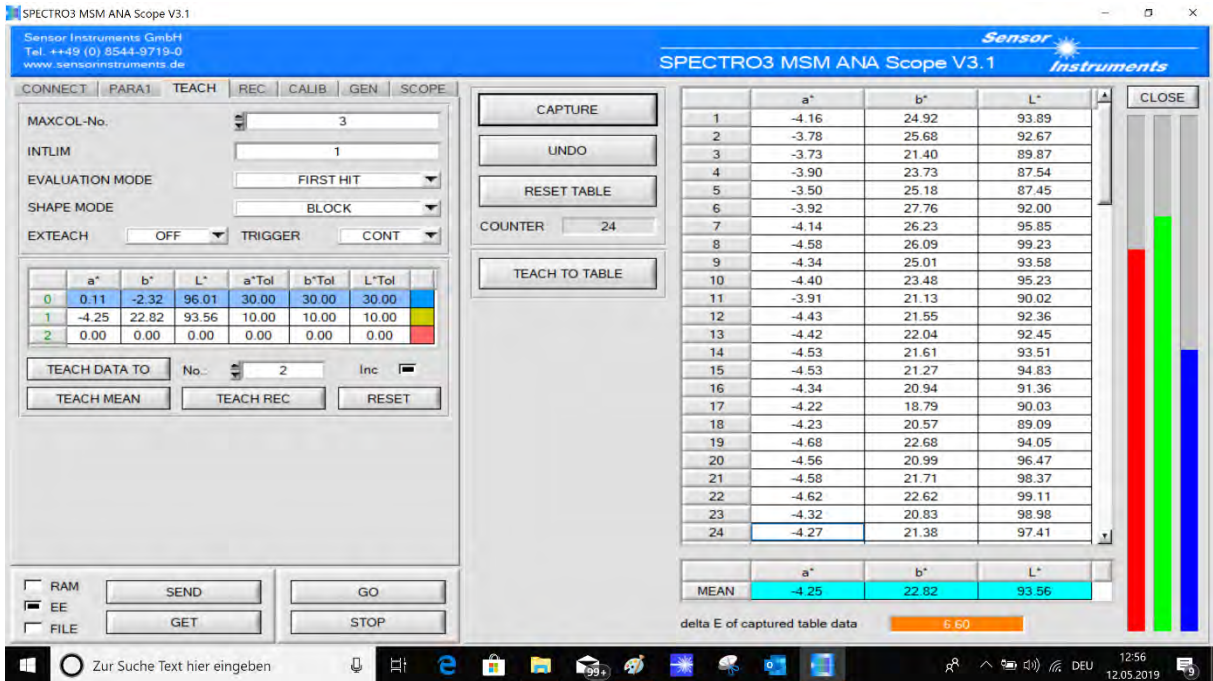 SPECTRO3 MSM ANA Scope V3.1
Sensor Instruments GmbH
Tel. ++49 (0) 8544-9719-0
www.sensorinstruments.de
SPECTRO3 MSM ANA Scope V3.1
Sensor
Instruments
CONNECT PARA1 TEACH REC CALIB GEN SCOPE
MAXCOL-No. 3
INTLIM 1
EVALUATION MODE FIRST HIT
SHAPE MODE BLOCK
EXTEACH OFF TRIGGER CONT
a* b* L* a*Tol b*Tol L*Tol
0 0.11 -2.32 96.01 30.00 30.00 30.00
1 -4.25 22.82 93.56 10.00 10.00 10.00
2 0.00 0.00 0.00 0.00 0.00 0.00
TEACH DATA TO No.: 2 Inc
TEACH MEAN TEACH REC RESET
RAM
EE
FILE
SEND GO
GET STOP
CAPTURE
UNDO
RESET TABLE
COUNTER 24
TEACH TO TABLE
a* b* L*
1 -4.16 24.92 93.89
2 -3.78 25.68 92.67
3 -3.73 21.40 89.87
4 -3.90 23.73 87.54
5 -3.50 25.18 87.45
6 -3.92 27.76 92.00
7 -4.14 26.23 95.85
8 -4.58 26.09 99.23
9 -4.34 25.01 93.58
10 -4.40 23.48 95.23
11 -3.91 21.13 90.02
12 -4.43 21.55 92.36
13 -4.42 22.04 92.45
14 -4.53 21.61 93.51
15 -4.53 21.27 94.83
16 -4.34 20.94 91.36
17 -4.22 18.79 90.03
18 -4.23 20.57 89.09
19 -4.68 22.68 94.05
20 -4.56 20.99 96.47
21 -4.58 21.71 98.37
22 -4.62 22.62 99.11
23 -4.32 20.83 98.98
24 -4.27 21.38 97.41
a* b* L*
MEAN -4.25 22.82 93.56
delta E of captured table data 6.60
CLOSE
Zur Suche Text hier eingeben
99+
DEU
12:56
12.05.2019
9